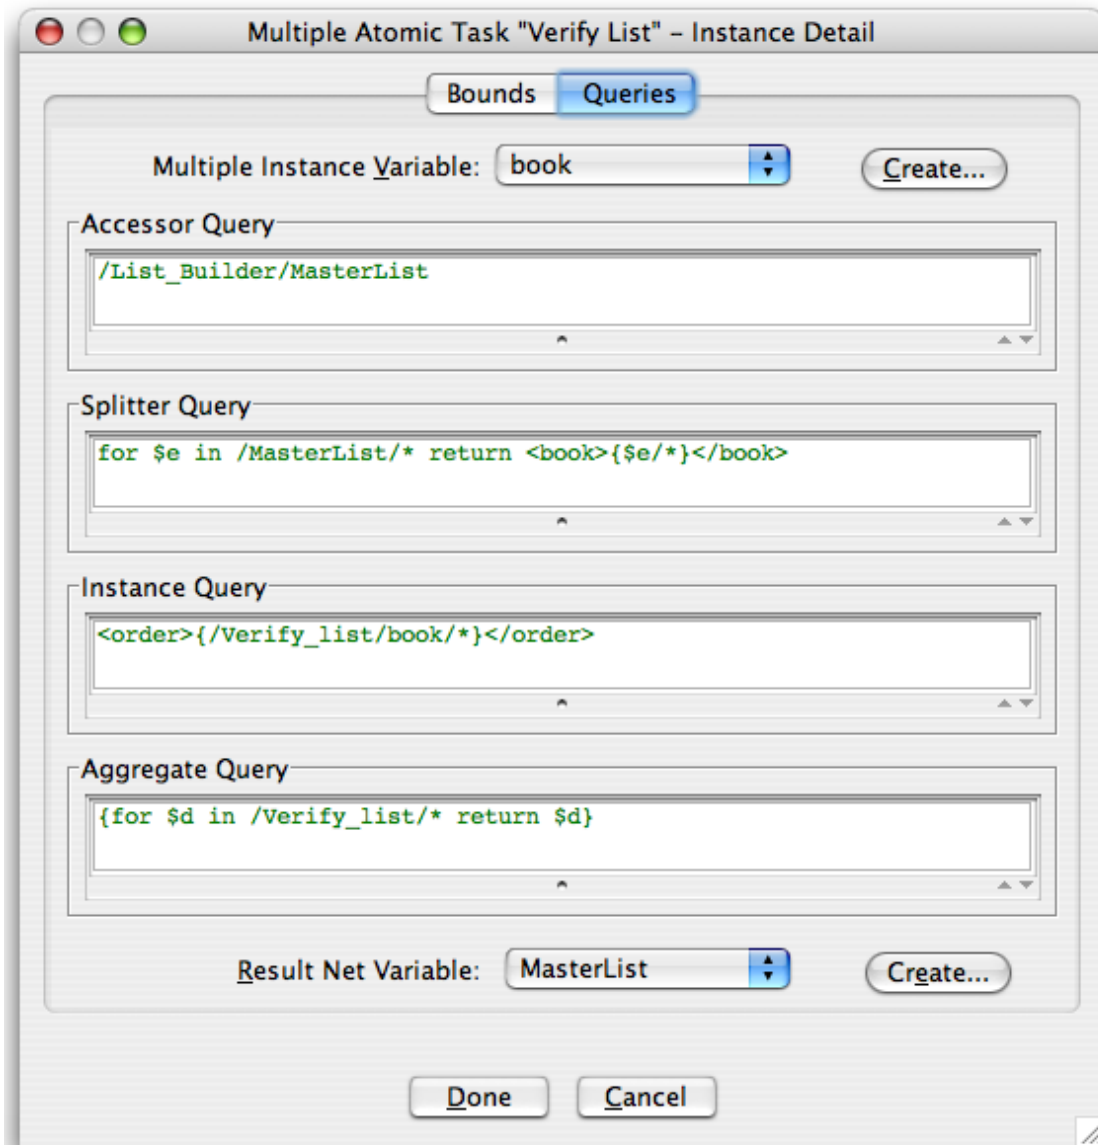 Multiple Atomic Task "Verify List" – Instance Detail
Bounds Queries
Multiple Instance Variable: book Create...
Accessor Query
/List_Builder/MasterList
Splitter Query
for $e in /MasterList/* return <book>{$e/*}</book>
Instance Query
<order>{/Verify_list/book/*}</order>
Aggregate Query
{for $d in /Verify_list/* return $d}
Result Net Variable: MasterList Create...
Done Cancel